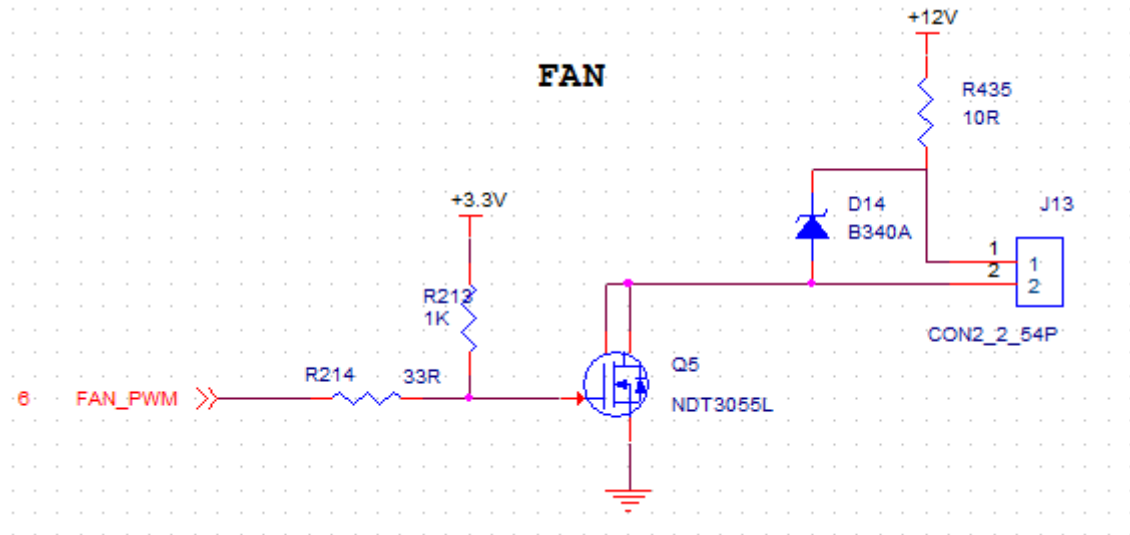 +12V
FAN
R435
10R
+3.3V
D14
B340A
J13
1
2
1
2
R213
1K
CON2_2_54P
R214
33R
Q5
6
FAN_PWM
NDT3055L